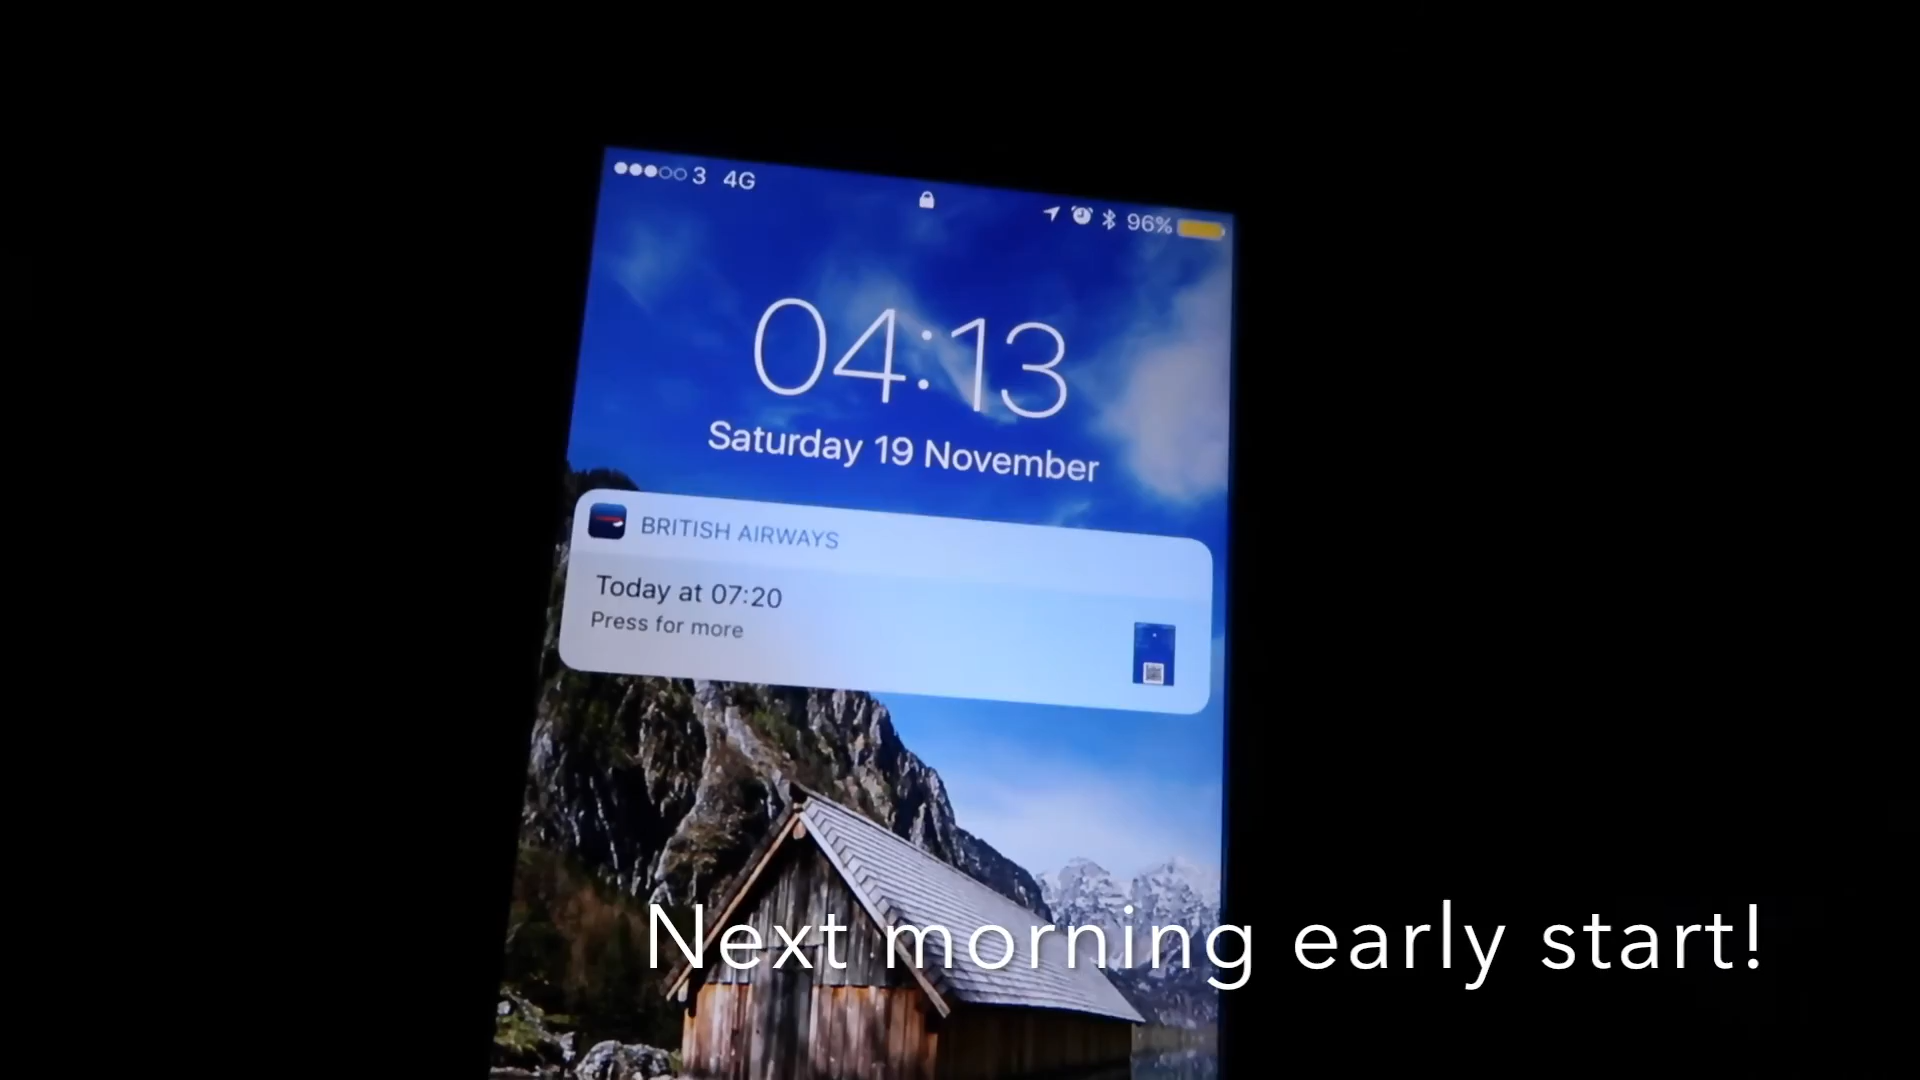 3 4G
96%
04:13
Saturday 19 November
BRITISH AIRWAYS
Today at 07:20
Press for more
Next morning early start!